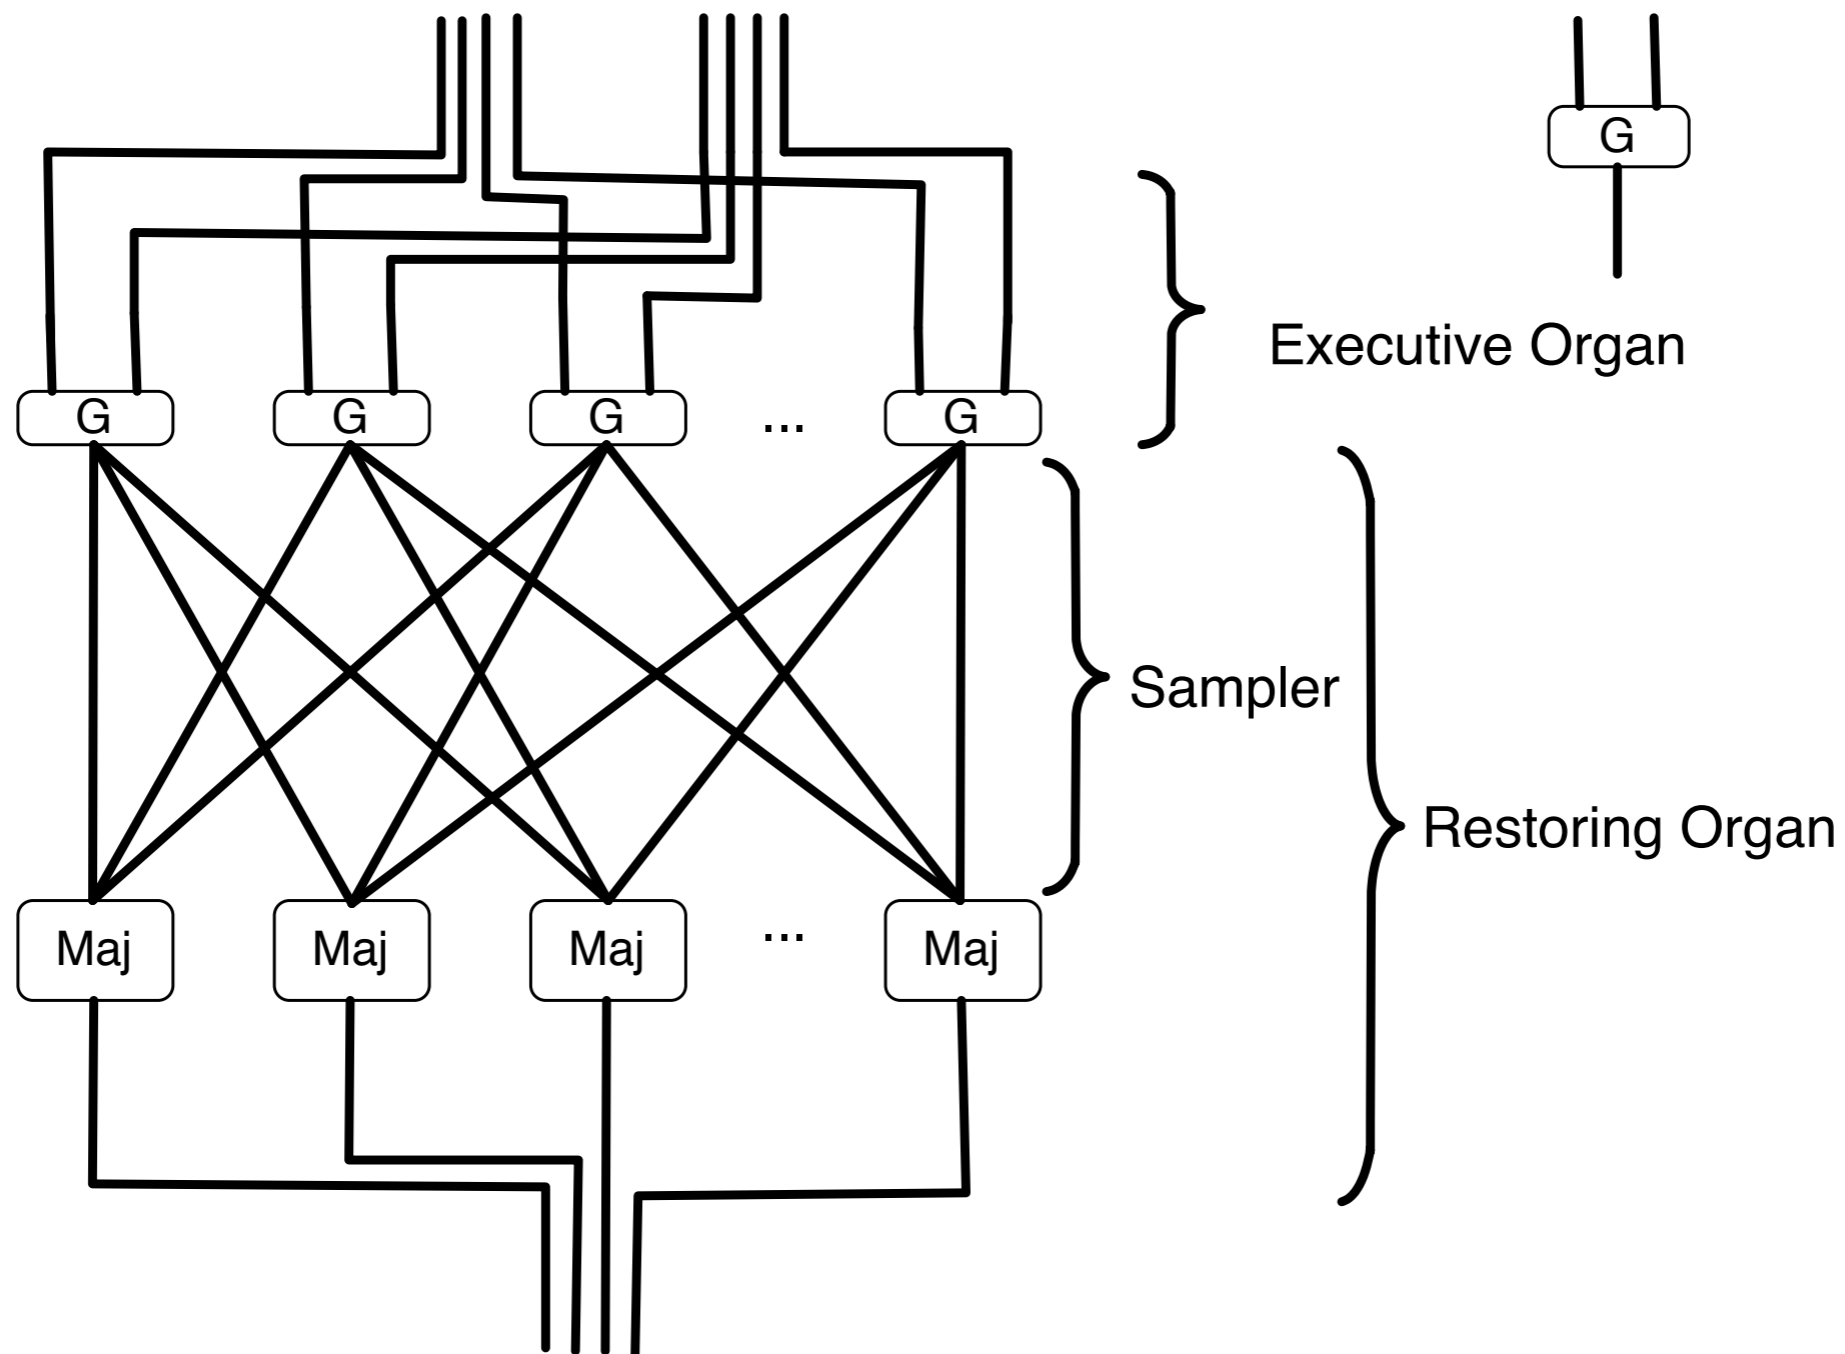 G
Executive Organ
G G G ... G
Sampler
Restoring Organ
Maj Maj Maj ... Maj